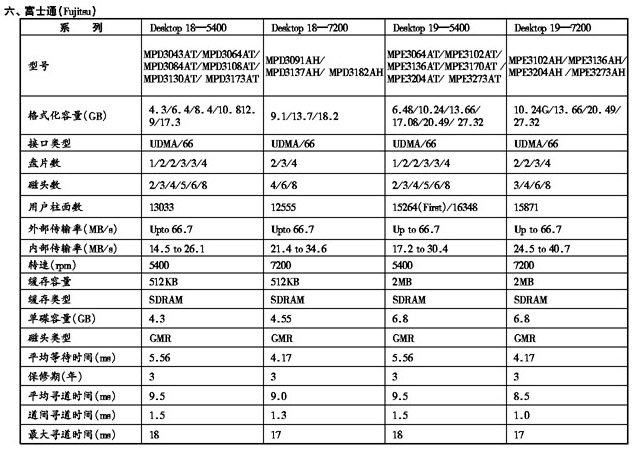 六、富士通(Fujitsu)
系 列 Desktop 18—5400 Desktop 18—7200 Desktop 19—5400 Desktop 19—7200
型号 MPD3043AT/MPD3064AT/ MPD3084AT/MPD3108AT/ MPD3130AT/ MPD3173AT MPD3091AH/ MPD3137AH/ MPD3182AH MPE3064AT/MPE3102AT/ MPE3136AT/MPE3170AT/ MPE3204AT/ MPE3273AT MPE3102AH/MPE3136AH/ MPE3204AH /MPE3273AH
格式化容量(GB) 4.3/6.4/8.4/10.812. 9/17.3 9.1/13.7/18.2 6.48/10.24/13.66/ 17.08/20.49/ 27.32 10.24G/13.66/20.49/ 27.32
接口类型 UDMA/66 UDMA/66 UDMA/66 UDMA/66
盘片数 1/2/2/3/3/4 2/3/4 1/2/2/3/3/4 2/2/3/4
磁头数 2/3/4/5/6/8 4/6/8 2/3/4/5/6/8 3/4/6/8
用户柱面数 13033 12555 15264(First)/16348 15871
外部传输率(MB/s) Upto 66.7 Upto 66.7 Up to 66.7 Up to 66.7
内部传输率(MB/s) 14.5 to 26.1 21.4 to 34.6 17.2 to 30.4 24.5 to 40.7
转速(rpm) 5400 7200 5400 7200
缓存容量 512KB 512KB 2MB 2MB
缓存类型 SDRAM SDRAM SDRAM SDRAM
单碟容量(GB) 4.3 4.55 6.8 6.8
磁头类型 GMR GMR GMR GMR
平均等待时间(ms) 5.56 4.17 5.56 4.17
保修期(年) 3 3 3 3
平均寻道时间(ms) 9.5 9.0 9.5 8.5
道间寻道时间(ms) 1.5 1.3 1.5 1.0
最大寻道时间(ms) 18 17 18 17